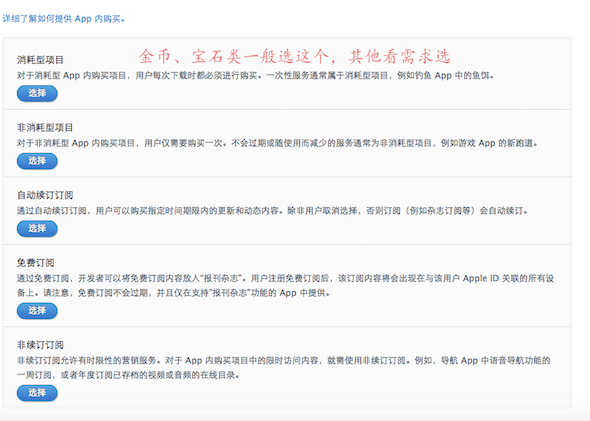 详细了解如何提供 App 内购买。
金币、宝石类一般选这个，其他看需求选
消耗型项目
对于消耗型 App 内购买项目，用户每次下载时都必须进行购买。一次性服务通常属于消耗型项目，例如钓鱼 App 中的鱼饵。
选择
非消耗型项目
对于非消耗型 App 内购买项目，用户仅需要购买一次。不会过期或随使用而减少的服务通常为非消耗型项目，例如游戏 App 的新跑道。
选择
自动续订订阅
通过自动续订订阅，用户可以购买指定时间期限内的更新和动态内容。除非用户取消选择，否则订阅（例如杂志订阅等）会自动续订。
选择
免费订阅
通过免费订阅，开发者可以将免费订阅内容放入“报刊杂志”。用户注册免费订阅后，该订阅内容将会出现在与该用户 Apple ID 关联的所有设
备上。请注意，免费订阅不会过期，并且仅在支持“报刊杂志”功能的 App 中提供。
选择
非续订订阅
非续订订阅允许有时限性的营销服务。对于 App 内购买项目中的限时访问内容，就需使用非续订订阅。例如，导航 App 中语音导航功能的
一周订阅，或者年度订阅已存档的视频或音频的在线目录。
选择